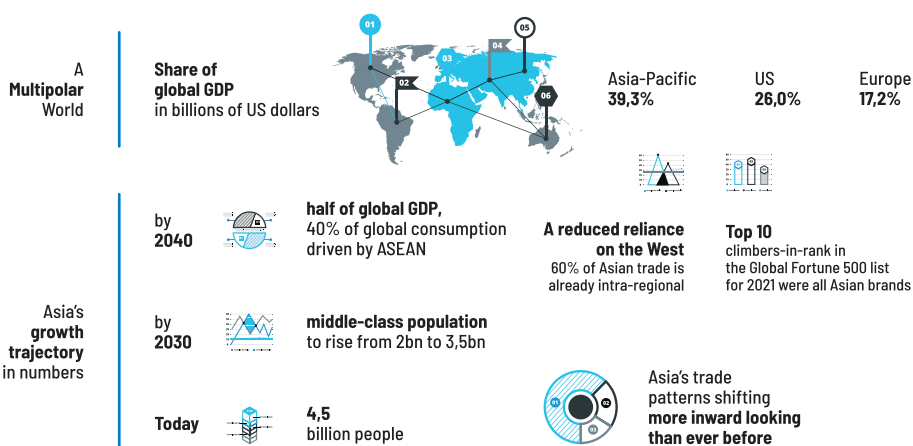 A
Multipolar
World
Share of
global GDP
in billions of US dollars
01
02
03
04
05
06
Asia-Pacific
39,3%
US
26,0%
Europe
17,2%
Asia's
growth
trajectory
in numbers
by
2040
half of global GDP,
40% of global consumption
driven by ASEAN
by
2030
middle-class population
to rise from 2bn to 3,5bn
Today
4,5
billion people
A reduced reliance
on the West
60% of Asian trade is
already intra-regional
Top 10
climbers-in-rank in
the Global Fortune 500 list
for 2021 were all Asian brands
01
02
03
Asia's trade
patterns shifting
more inward looking
than ever before